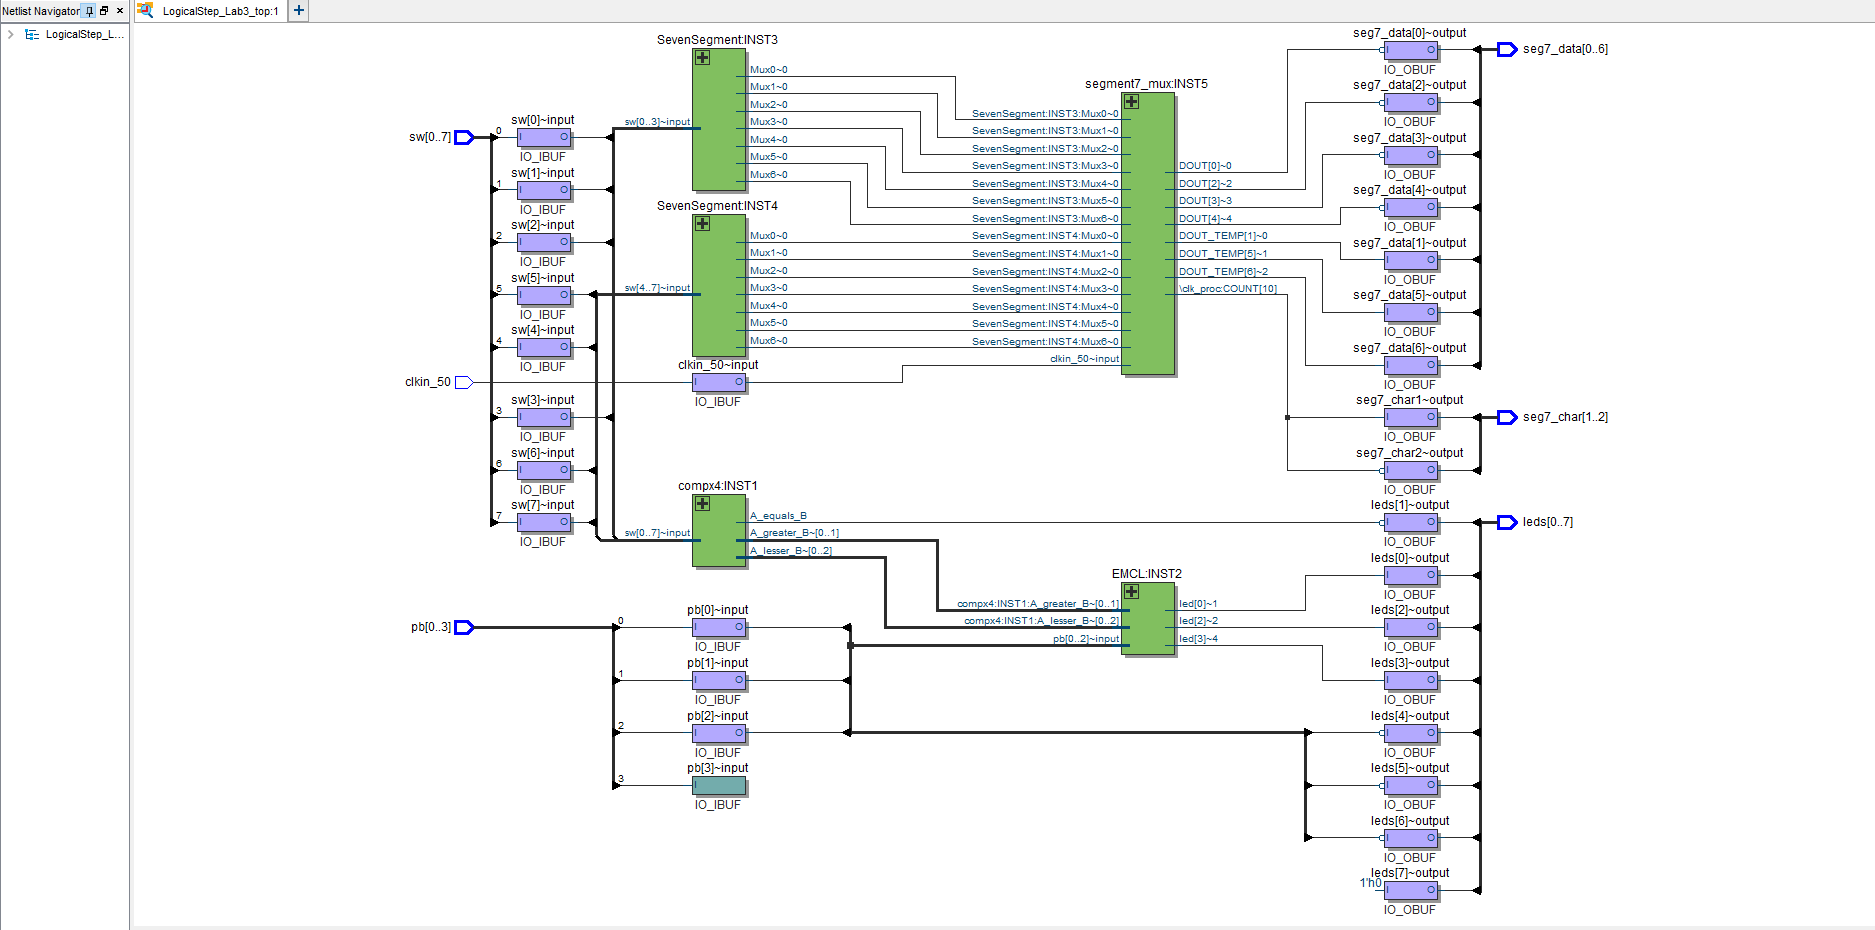 Netlist Navigator
LogicalStep_Lab3_top:1
LogicalStep_L...
SevenSegment:INST3
Mux0~0
Mux1~0
Mux2~0
Mux3~0
Mux4~0
Mux5~0
Mux6~0
sw[0..3]~input
SevenSegment:INST4
Mux0~0
Mux1~0
Mux2~0
Mux3~0
Mux4~0
Mux5~0
Mux6~0
sw[4..7]~input
sw[0..7]
0
sw[0]~input
I O
IO_IBUF
1
sw[1]~input
I O
IO_IBUF
2
sw[2]~input
I O
IO_IBUF
5
sw[5]~input
I O
IO_IBUF
4
sw[4]~input
I O
IO_IBUF
3
sw[3]~input
I O
IO_IBUF
6
sw[6]~input
I O
IO_IBUF
7
sw[7]~input
I O
IO_IBUF
clkin_50
clkin_50~input
I O
IO_IBUF
segment7_mux:INST5
SevenSegment:INST3:Mux0~0
SevenSegment:INST3:Mux1~0
SevenSegment:INST3:Mux2~0
SevenSegment:INST3:Mux3~0
SevenSegment:INST3:Mux4~0
SevenSegment:INST3:Mux5~0
SevenSegment:INST3:Mux6~0
SevenSegment:INST4:Mux0~0
SevenSegment:INST4:Mux1~0
SevenSegment:INST4:Mux2~0
SevenSegment:INST4:Mux3~0
SevenSegment:INST4:Mux4~0
SevenSegment:INST4:Mux5~0
SevenSegment:INST4:Mux6~0
clkin_50~input
DOUT[0]~0
DOUT[2]~2
DOUT[3]~3
DOUT[4]~4
DOUT_TEMP[1]~0
DOUT_TEMP[5]~1
DOUT_TEMP[6]~2
\clk_proc:COUNT[10]
compx4:INST1
sw[0..7]~input
A_equals_B
A_greater_B~[0..1]
A_lesser_B~[0..2]
EMCL:INST2
compx4:INST1:A_greater_B~[0..1]
compx4:INST1:A_lesser_B~[0..2]
pb[0..2]~input
led[0]~1
led[2]~2
led[3]~4
pb[0..3]
0
pb[0]~input
I O
IO_IBUF
1
pb[1]~input
I O
IO_IBUF
2
pb[2]~input
I O
IO_IBUF
3
pb[3]~input
I
IO_IBUF
seg7_data[0]~output
I O
IO_OBUF
seg7_data[0..6]
seg7_data[2]~output
I O
IO_OBUF
seg7_data[3]~output
I O
IO_OBUF
seg7_data[4]~output
I O
IO_OBUF
seg7_data[1]~output
I O
IO_OBUF
seg7_data[5]~output
I O
IO_OBUF
seg7_data[6]~output
I O
IO_OBUF
seg7_char1~output
I O
IO_OBUF
seg7_char[1..2]
seg7_char2~output
I O
IO_OBUF
leds[1]~output
I O
IO_OBUF
leds[0..7]
leds[0]~output
I O
IO_OBUF
leds[2]~output
I O
IO_OBUF
leds[3]~output
I O
IO_OBUF
leds[4]~output
I O
IO_OBUF
leds[5]~output
I O
IO_OBUF
leds[6]~output
I O
IO_OBUF
leds[7]~output
1'h0
I O
IO_OBUF